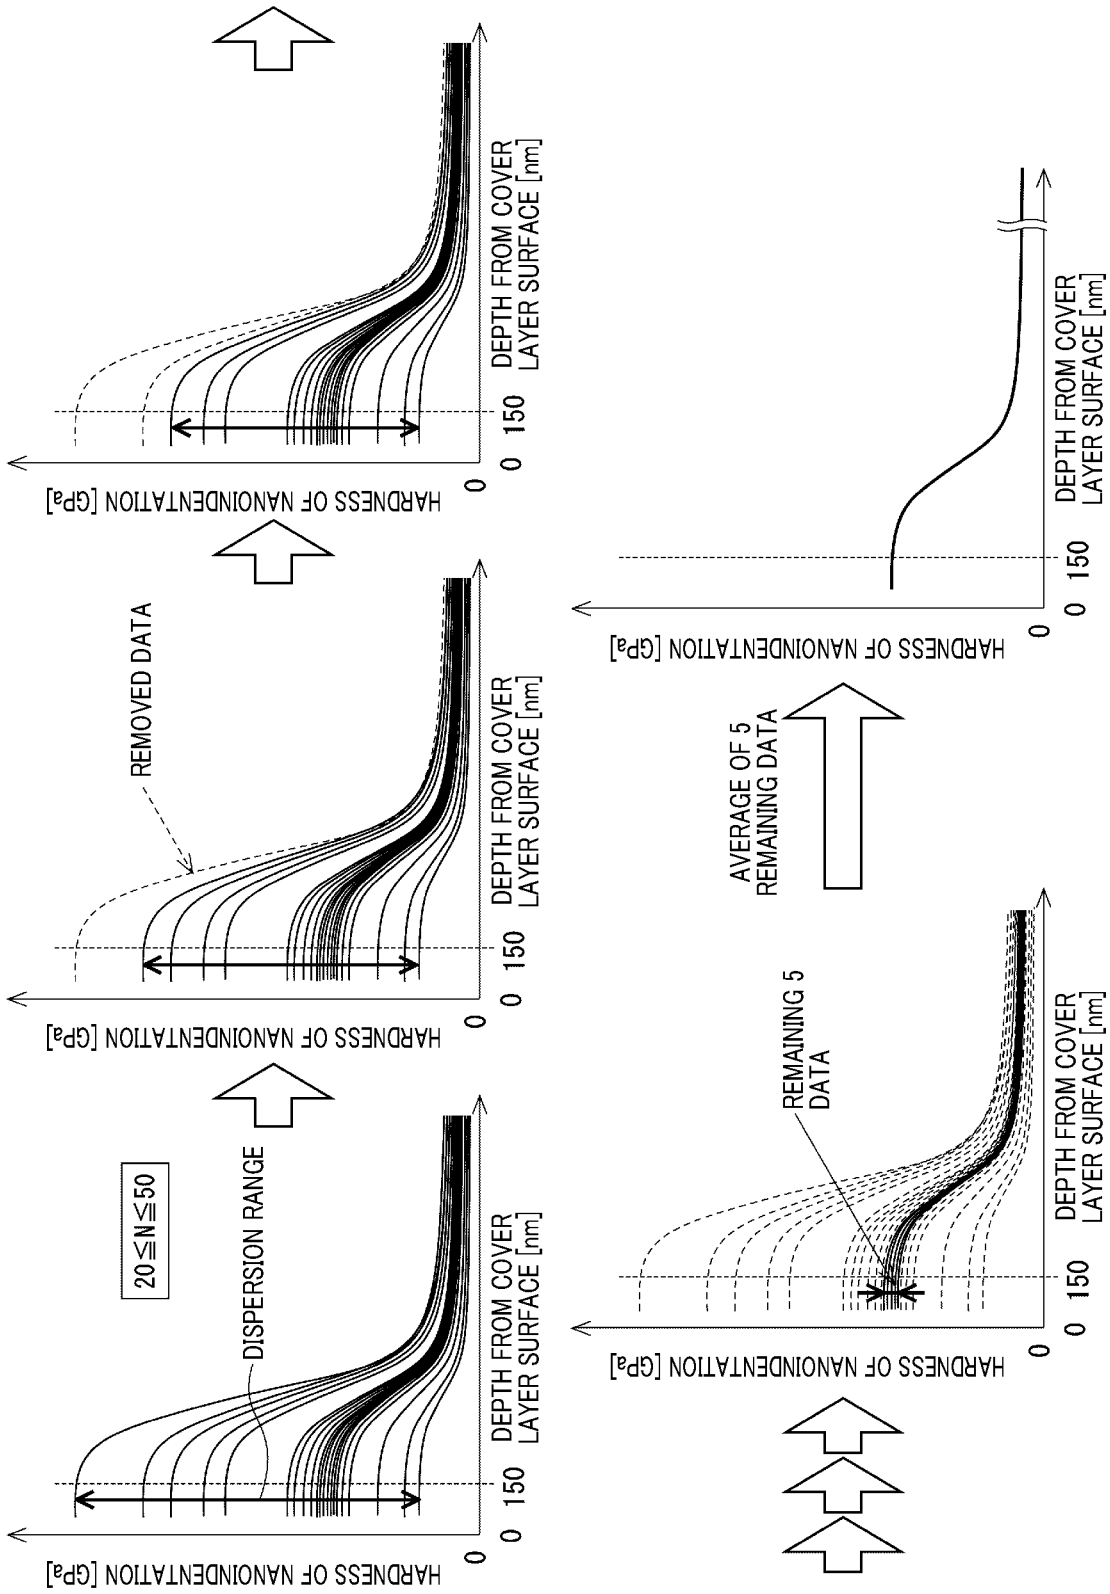 20≦N≦50
DISPERSION RANGE
HARDNESS OF NANOINDENTATION [GPa]
0
0
150
DEPTH FROM COVER
LAYER SURFACE [nm]
REMOVED DATA
HARDNESS OF NANOINDENTATION [GPa]
0
0
150
DEPTH FROM COVER
LAYER SURFACE [nm]
HARDNESS OF NANOINDENTATION [GPa]
0
0
150
DEPTH FROM COVER
LAYER SURFACE [nm]
REMAINING 5
DATA
HARDNESS OF NANOINDENTATION [GPa]
0
0
150
DEPTH FROM COVER
LAYER SURFACE [nm]
AVERAGE OF 5
REMAINING DATA
HARDNESS OF NANOINDENTATION [GPa]
0
0
150
DEPTH FROM COVER
LAYER SURFACE [nm]